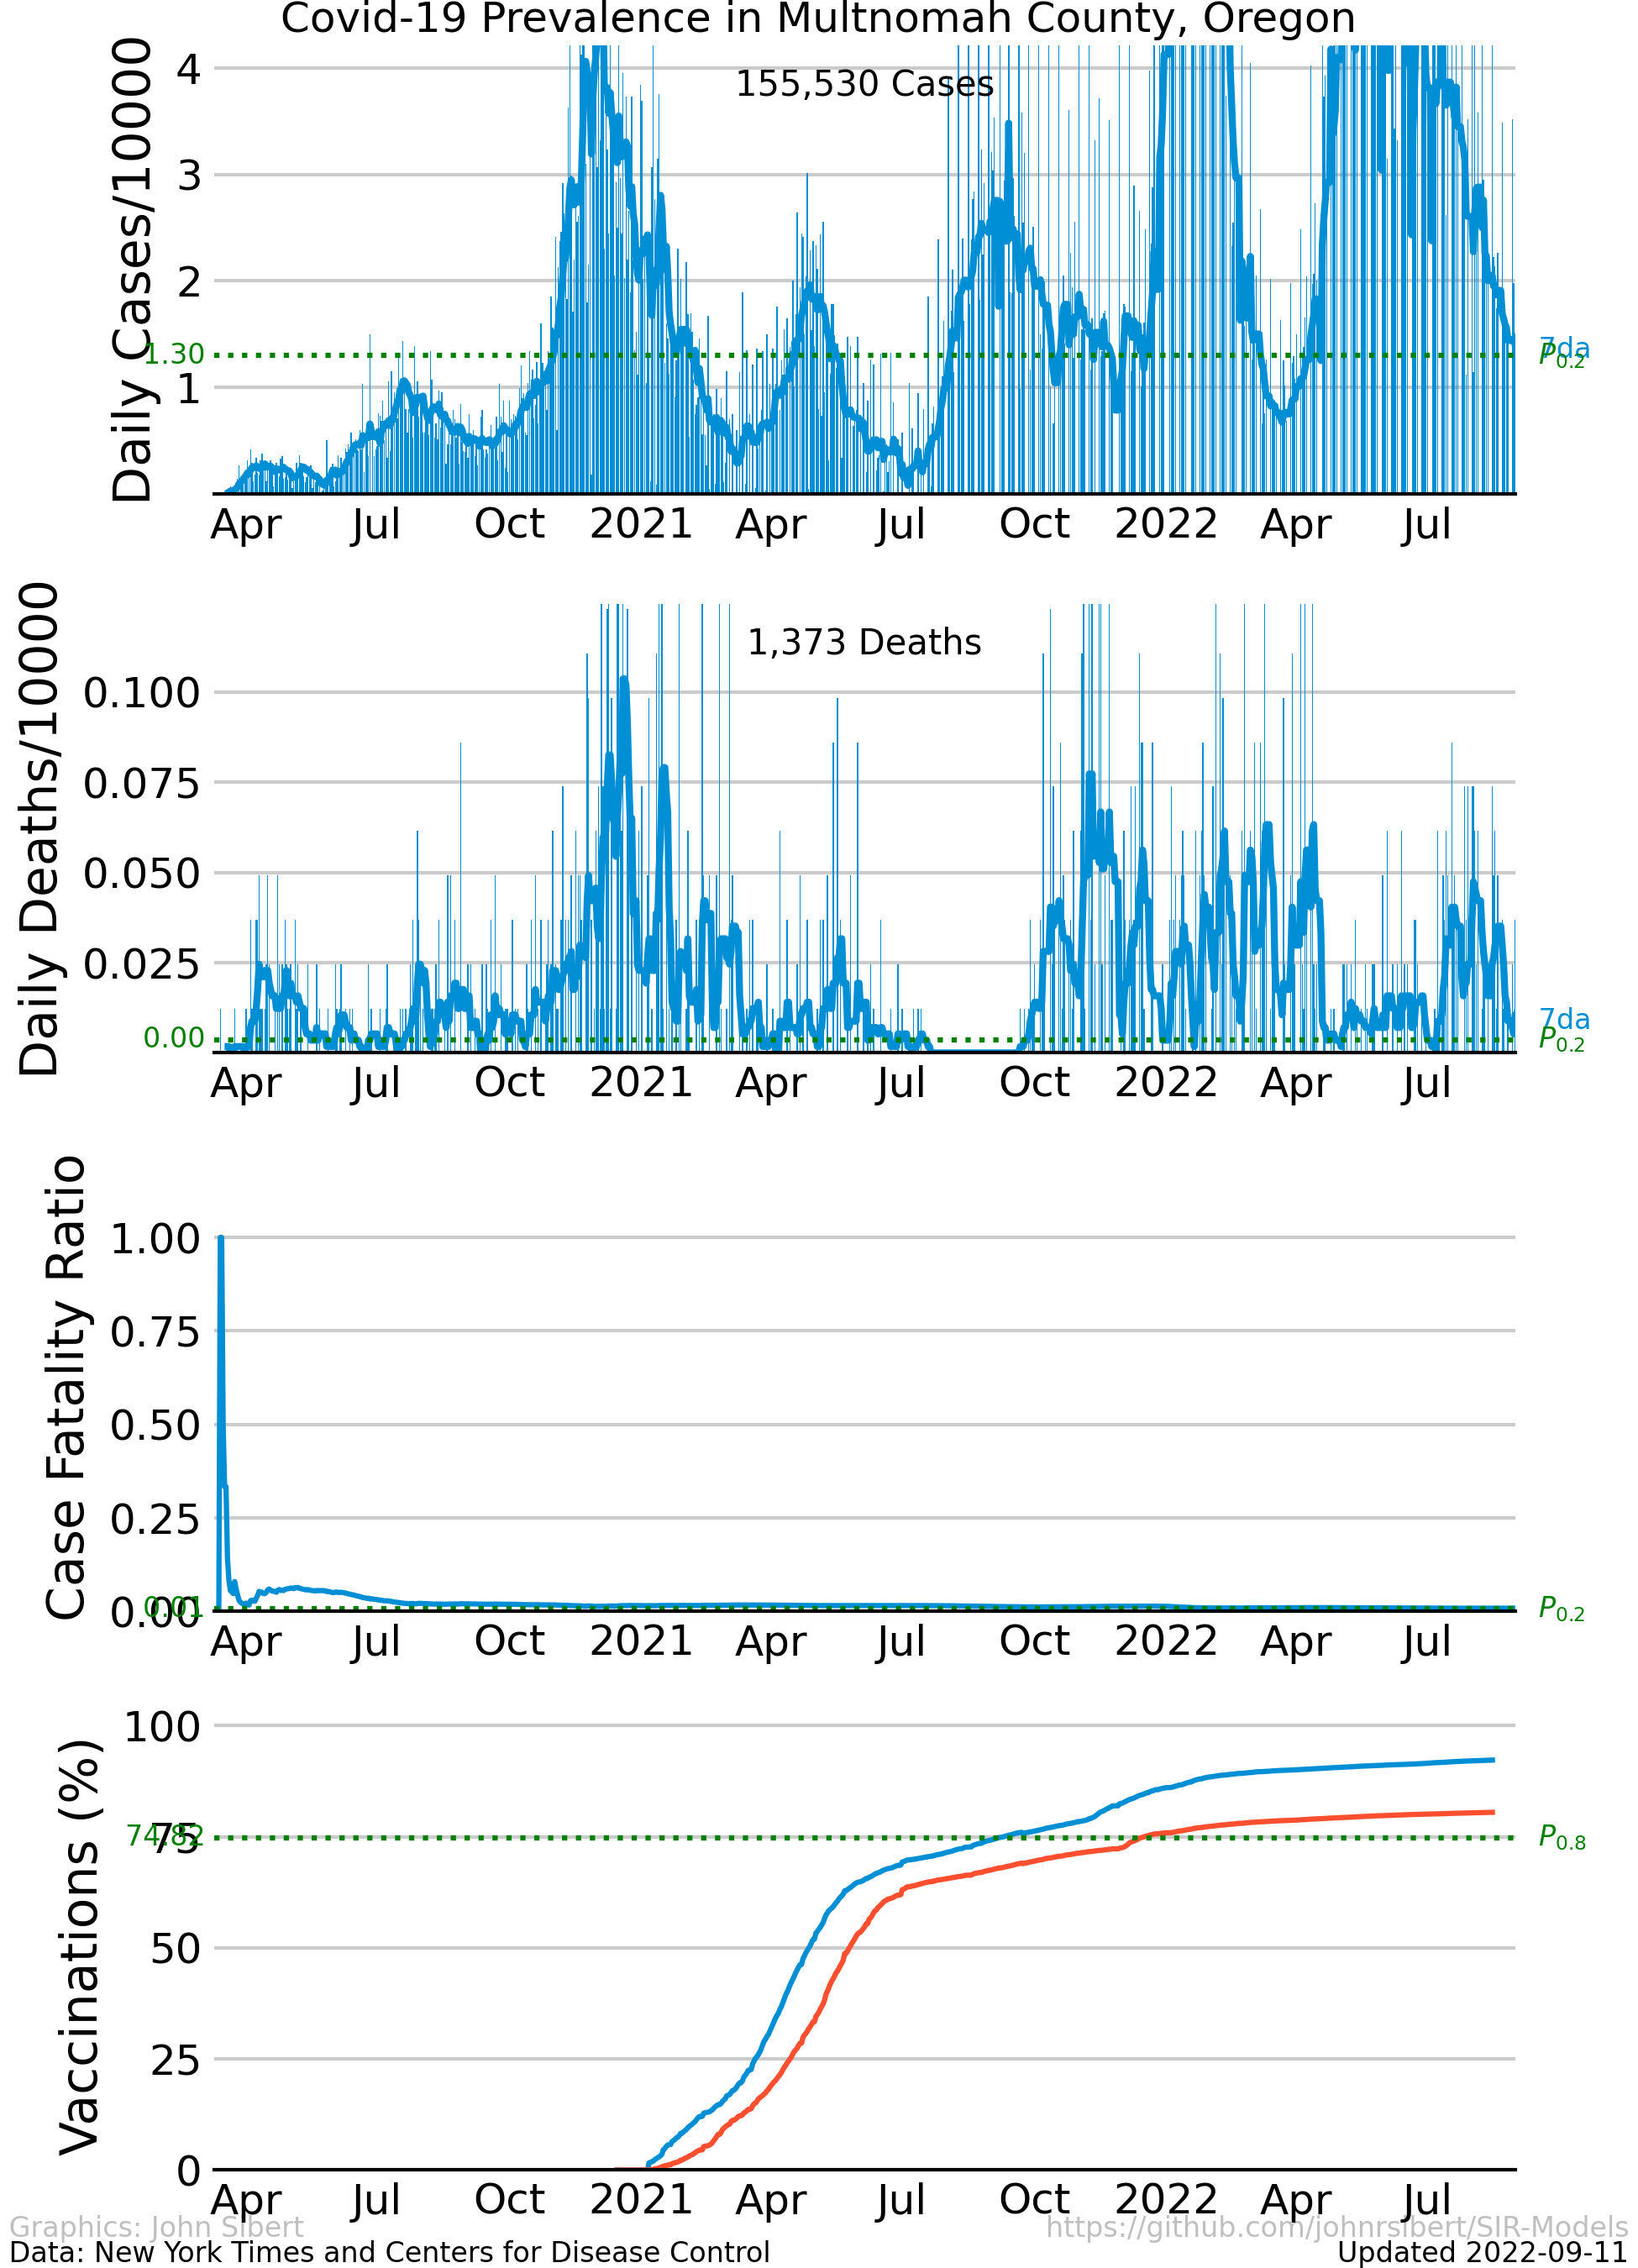 Covid-19 Prevalence in Multnomah County, Oregon
Daily Cases/10000
155,530 Cases
4
3
2
1
1.30
7da
P0.2
Apr Jul Oct 2021 Apr Jul Oct 2022 Apr Jul
Daily Deaths/10000
1,373 Deaths
0.100
0.075
0.050
0.025
0.00
7da
P0.2
Apr Jul Oct 2021 Apr Jul Oct 2022 Apr Jul
Case Fatality Ratio
1.00
0.75
0.50
0.25
0.00
0.01
P0.2
Apr Jul Oct 2021 Apr Jul Oct 2022 Apr Jul
Vaccinations (%)
100
75
74.82
P0.8
50
25
0
Apr Jul Oct 2021 Apr Jul Oct 2022 Apr Jul
Graphics: John Sibert
https://github.com/johnrsibert/SIR-Models
Data: New York Times and Centers for Disease Control
Updated 2022-09-11